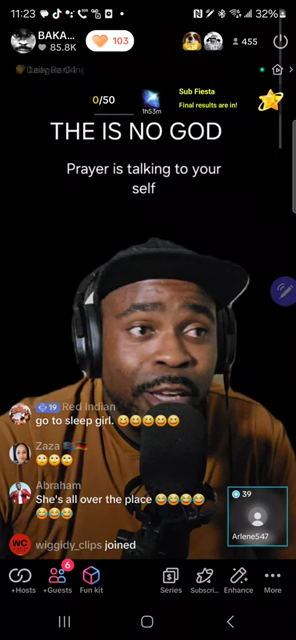 11:23
32%
BAKA...
85.8K
103
455
0/50
1h53m
Sub Fiesta
Final results are in!
THE IS NO GOD
Prayer is talking to your
self
19 Red Indian
go to sleep girl. 😆😆😆😆😆
Zaza
🙄🙄🙄
Abraham
She's all over the place 😂😂😂😂
😂😂😂
WC wiggidy_clips joined
39
Arlene547
6
+Hosts
+Guests
Fun kit
Series
Subscri...
Enhance
More